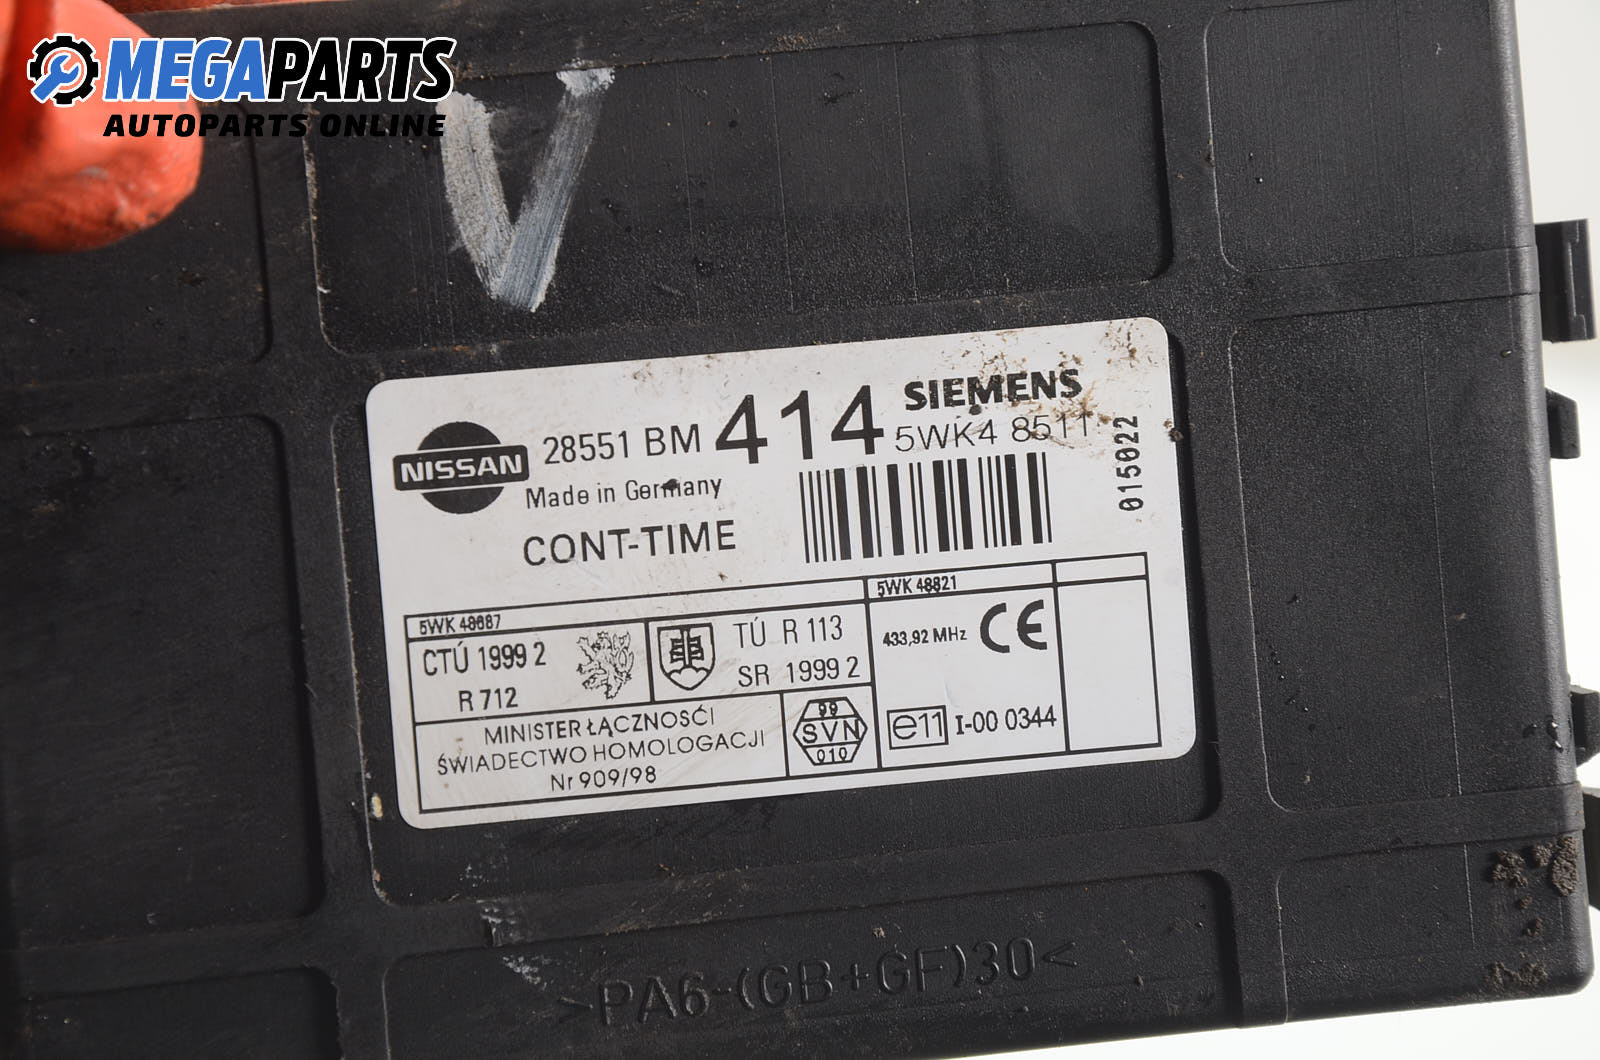 MEGAPARTS
AUTOPARTS ONLINE
V
NISSAN
28551 BM 414
SIEMENS
5WK4 8511
Made in Germany
015022
CONT-TIME
5WK 48687
5WK 48821
CTÚ 1999 2
R 712
TÚ R 113
SR 1999 2
433,92 MHz CE
MINISTER ŁĄCZNOŚĆI
ŚWIADECTWO HOMOLOGACJI
Nr 909/98
99
SVN
010
e11 I-00 0344
>PA6-(GB+GF)30<